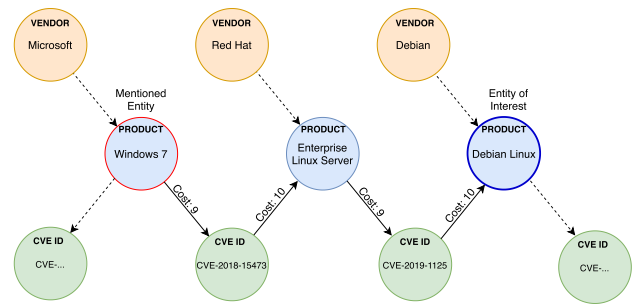 VENDOR
Microsoft
VENDOR
Red Hat
VENDOR
Debian
Mentioned
Entity
Entity of
Interest
PRODUCT
Windows 7
PRODUCT
Enterprise
Linux Server
PRODUCT
Debian Linux
Cost: 9
Cost: 10
Cost: 9
Cost: 10
CVE ID
CVE-...
CVE ID
CVE-2018-15473
CVE ID
CVE-2019-1125
CVE ID
CVE-...